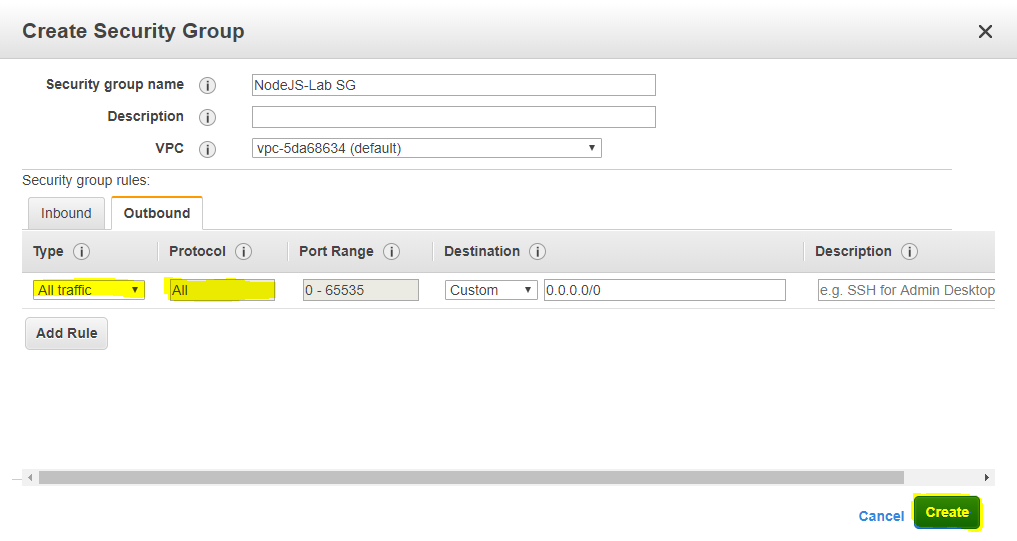 Create Security Group
Security group name NodeJS-Lab SG
Description
VPC vpc-5da68634 (default)
Security group rules:
Inbound Outbound
Type Protocol Port Range Destination Description
All traffic All 0 - 65535 Custom 0.0.0.0/0 e.g. SSH for Admin Desktop
Add Rule
Cancel Create